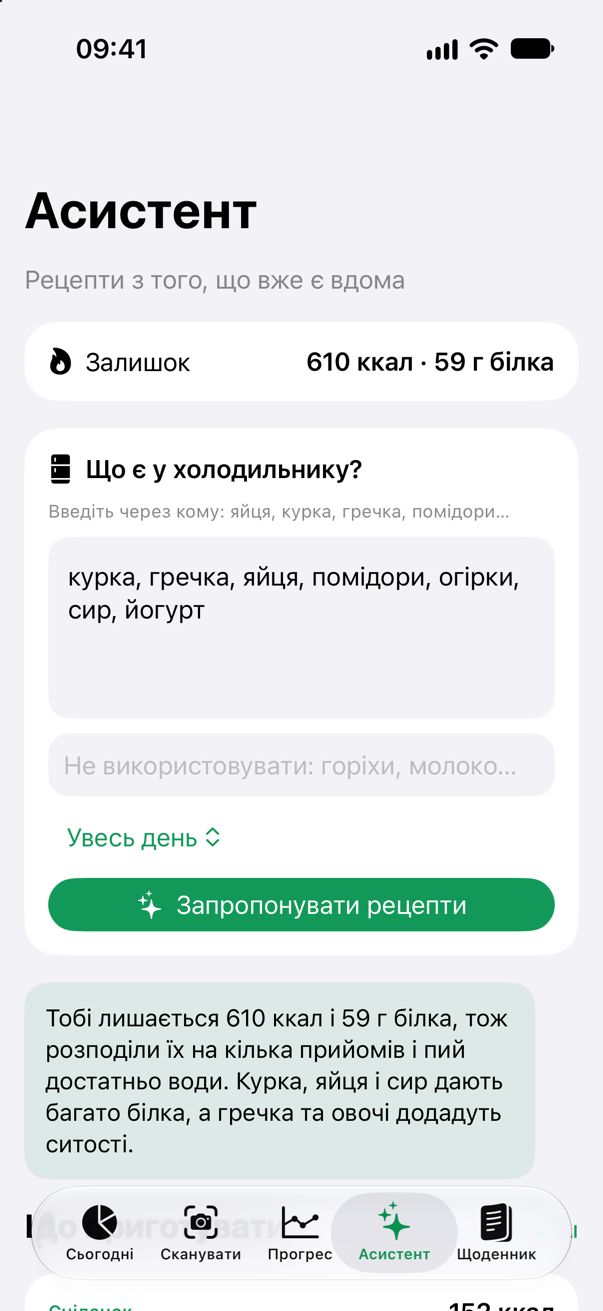 09:41
Асистент
Рецепти з того, що вже є вдома
Залишок
610 ккал · 59 г білка
Що є у холодильнику?
Введіть через кому: яйця, курка, гречка, помідори...
курка, гречка, яйця, помідори, огірки,
сир, йогурт
Не використовувати: горіхи, молоко...
Увесь день
Запропонувати рецепти
Тобі лишається 610 ккал і 59 г білка, тож
розподіли їх на кілька прийомів і пий
достатньо води. Курка, яйця і сир дають
багато білка, а гречка та овочі додадуть
ситості.
Сьогодні
Сканувати
Прогрес
Асистент
Щоденник
Сніданок
152 ккал